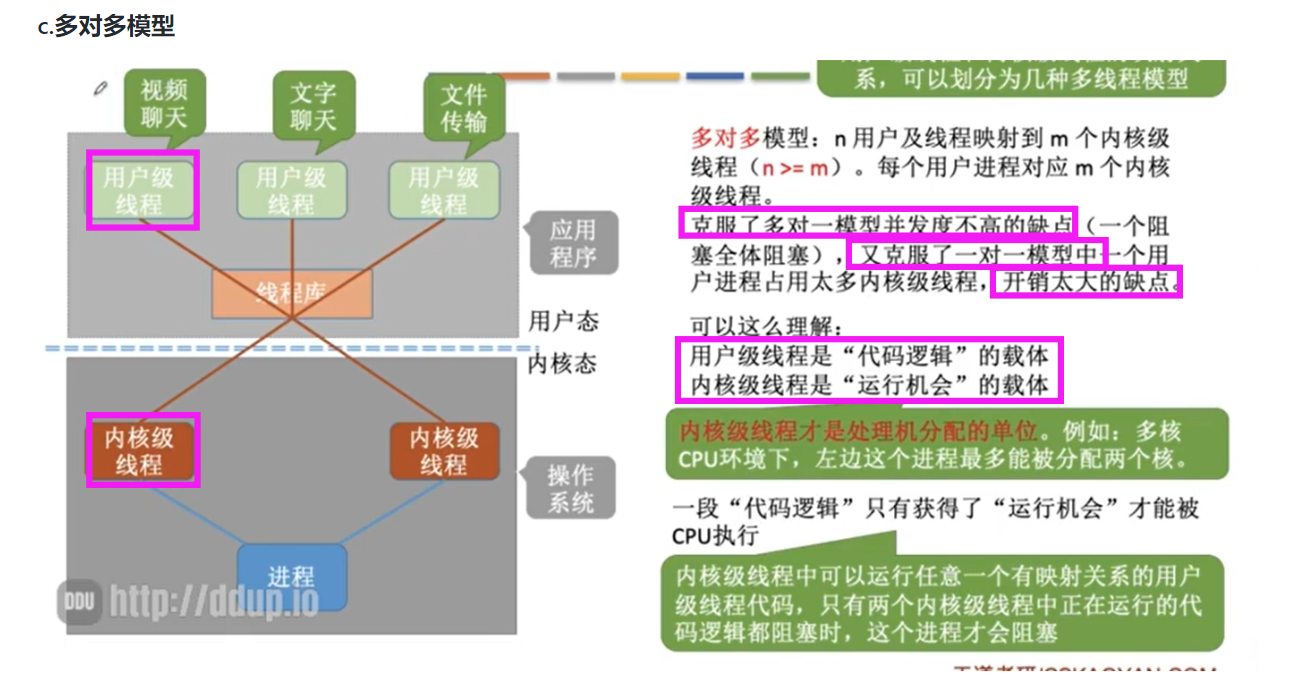 c.多对多模型
视频
聊天
文字
聊天
文件
传输
用户级
线程
用户级
线程
用户级
线程
线程库
应用
程序
用户态
内核态
内核级
线程
内核级
线程
操作
系统
进程
DDU http://ddup.io
系，可以划分为几种多线程模型
多对多模型：n 用户及线程映射到 m 个内核级
线程（n >= m）。每个用户进程对应 m 个内核
级线程。
克服了多对一模型并发度不高的缺点（一个阻
塞全体阻塞），又克服了一对一模型中一个用
户进程占用太多内核级线程，开销太大的缺点。
可以这么理解：
用户级线程是“代码逻辑”的载体
内核级线程是“运行机会”的载体
内核级线程才是处理机分配的单位。例如：多核
CPU环境下，左边这个进程最多能被分配两个核。
一段“代码逻辑”只有获得了“运行机会”才能被
CPU执行
内核级线程中可以运行任意一个有映射关系的用户
级线程代码，只有两个内核级线程中正在运行的代
码逻辑都阻塞时，这个进程才会阻塞